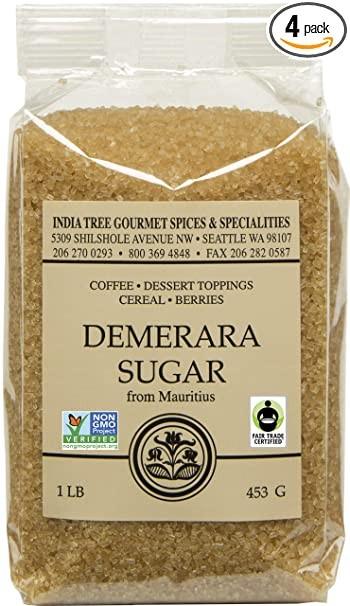 4
pack
INDIA TREE GOURMET SPICES & SPECIALITIES
5309 SHILSHOLE AVENUE NW • SEATTLE WA 98107
206 270 0293 • 800 369 4848 • FAX 206 282 0587
COFFEE • DESSERT TOPPINGS
CEREAL • BERRIES
DEMERARA
SUGAR
from Mauritius
NON
GMO
Project
VERIFIED
nongmoproject.org
FAIR TRADE
CERTIFIED
1 LB
453 G